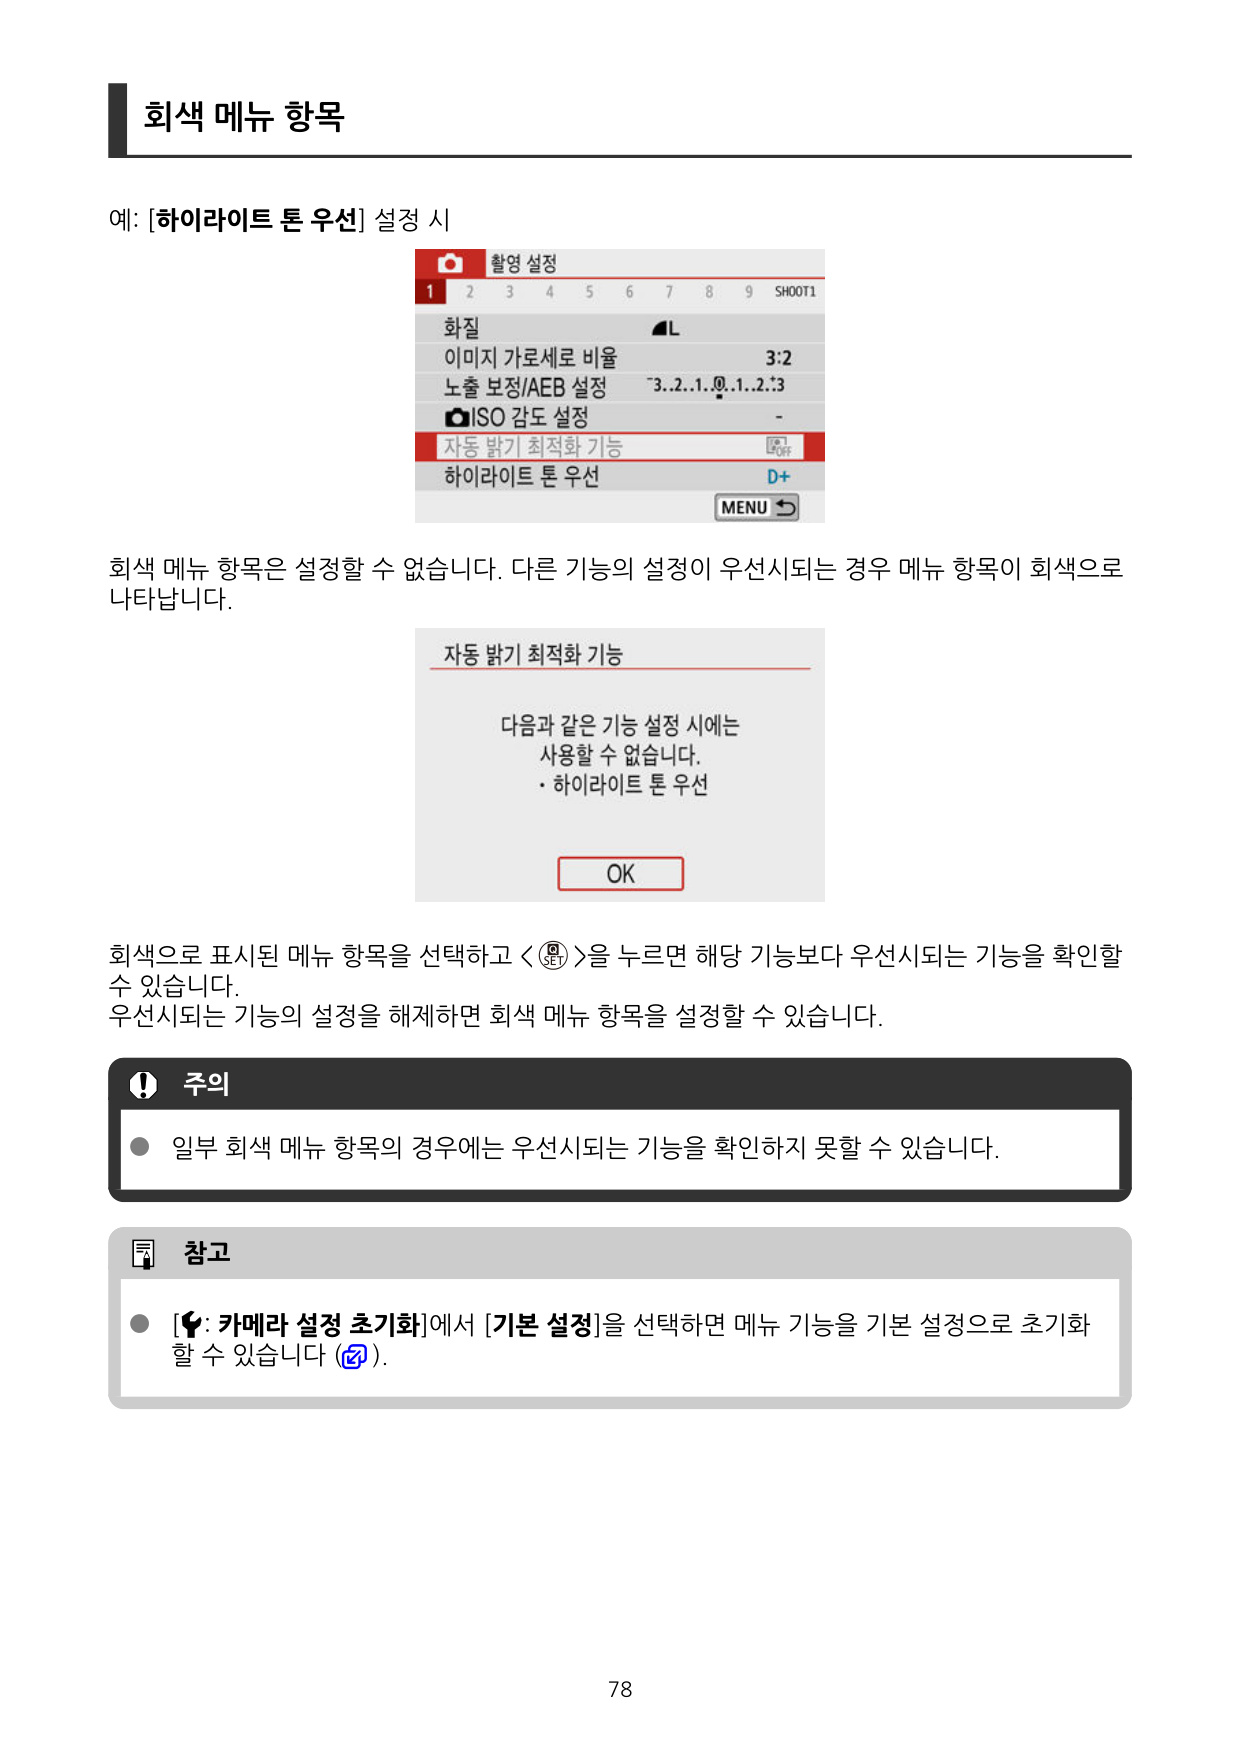 회색 메뉴 항목
예: [하이라이트 톤 우선] 설정 시
촬영 설정
1 2 3 4 5 6 7 8 9 SHOOT1
화질 L
이미지 가로세로 비율 3:2
노출 보정/AEB 설정 -3..2..1..0..1..2..+3
ISO 감도 설정 -
자동 밝기 최적화 기능 OFF
하이라이트 톤 우선 D+
MENU
회색 메뉴 항목은 설정할 수 없습니다. 다른 기능의 설정이 우선시되는 경우 메뉴 항목이 회색으로
나타납니다.
자동 밝기 최적화 기능
다음과 같은 기능 설정 시에는
사용할 수 없습니다.
・하이라이트 톤 우선
OK
회색으로 표시된 메뉴 항목을 선택하고 <Q SET>을 누르면 해당 기능보다 우선시되는 기능을 확인할
수 있습니다.
우선시되는 기능의 설정을 해제하면 회색 메뉴 항목을 설정할 수 있습니다.
주의
● 일부 회색 메뉴 항목의 경우에는 우선시되는 기능을 확인하지 못할 수 있습니다.
참고
● [: 카메라 설정 초기화]에서 [기본 설정]을 선택하면 메뉴 기능을 기본 설정으로 초기화
할 수 있습니다 ().
78